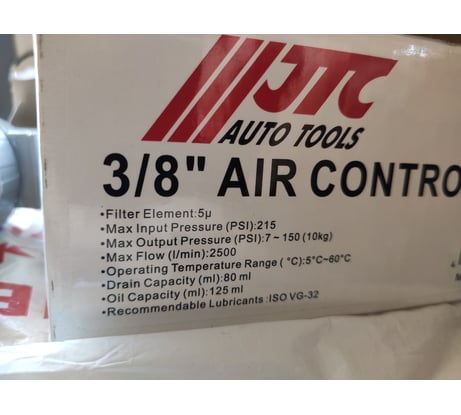 JTC
AUTO TOOLS
3/8" AIR CONTRO
•Filter Element:5µ
•Max Input Pressure (PSI):215
•Max Output Pressure (PSI):7~150 (10kg)
•Max Flow (l/min):2500
•Operating Temperature Range ( °C):5°C~60°C
•Drain Capacity (ml):80 ml
•Oil Capacity (ml):125 ml
•Recommendable Lubricants :ISO VG-32